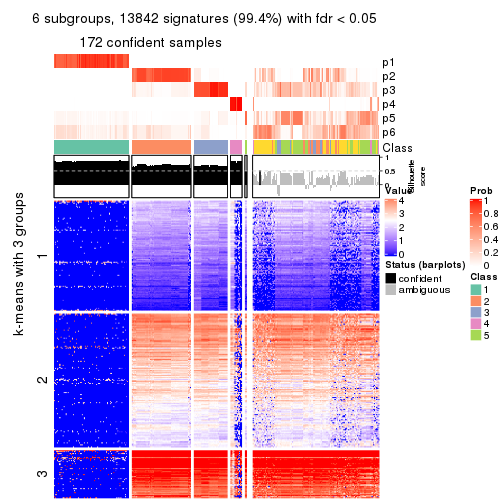 6 subgroups, 13842 signatures (99.4%) with fdr < 0.05
172 confident samples
p1
p2
p3
p4
p5
p6
Class
1
0.5
0
Silhouette
score
k-means with 3 groups
1
2
3
Value
4
3
2
1
0
Status (barplots)
confident
ambiguous
Prob
1
0.8
0.6
0.4
0.2
0
Class
1
2
3
4
5